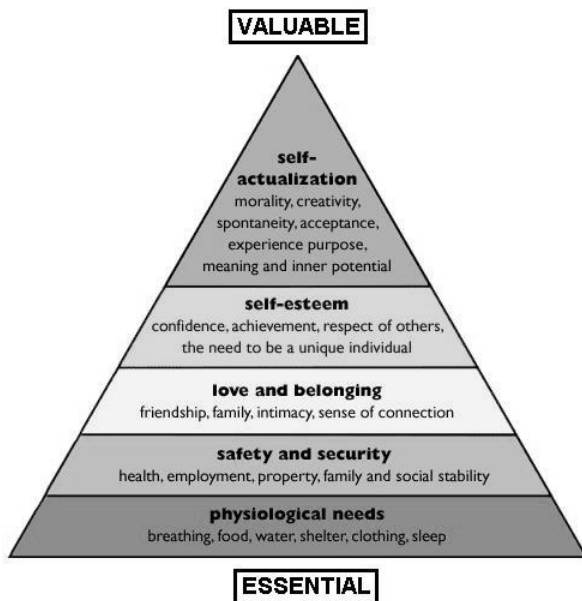 VALUABLE
self-
actualization
morality, creativity,
spontaneity, acceptance,
experience purpose,
meaning and inner potential
self-esteem
confidence, achievement, respect of others,
the need to be a unique individual
love and belonging
friendship, family, intimacy, sense of connection
safety and security
health, employment, property, family and social stability
physiological needs
breathing, food, water, shelter, clothing, sleep
ESSENTIAL